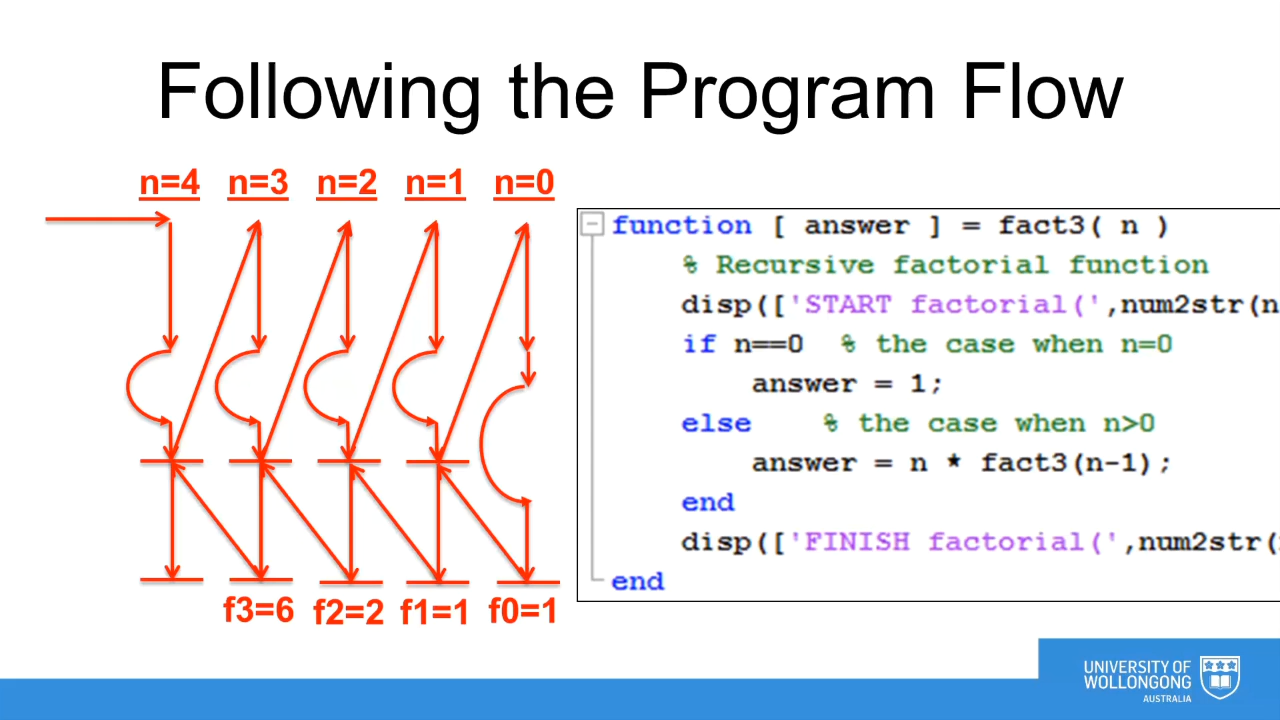 Following the Program Flow
n=4 n=3 n=2 n=1 n=0
function [ answer ] = fact3( n )
% Recursive factorial function
disp(['START factorial(',num2str(n
if n==0 % the case when n=0
answer = 1;
else % the case when n>0
answer = n * fact3(n-1);
end
disp(['FINISH factorial(',num2str(
end
f3=6 f2=2 f1=1 f0=1
UNIVERSITY OF
WOLLONGONG
AUSTRALIA